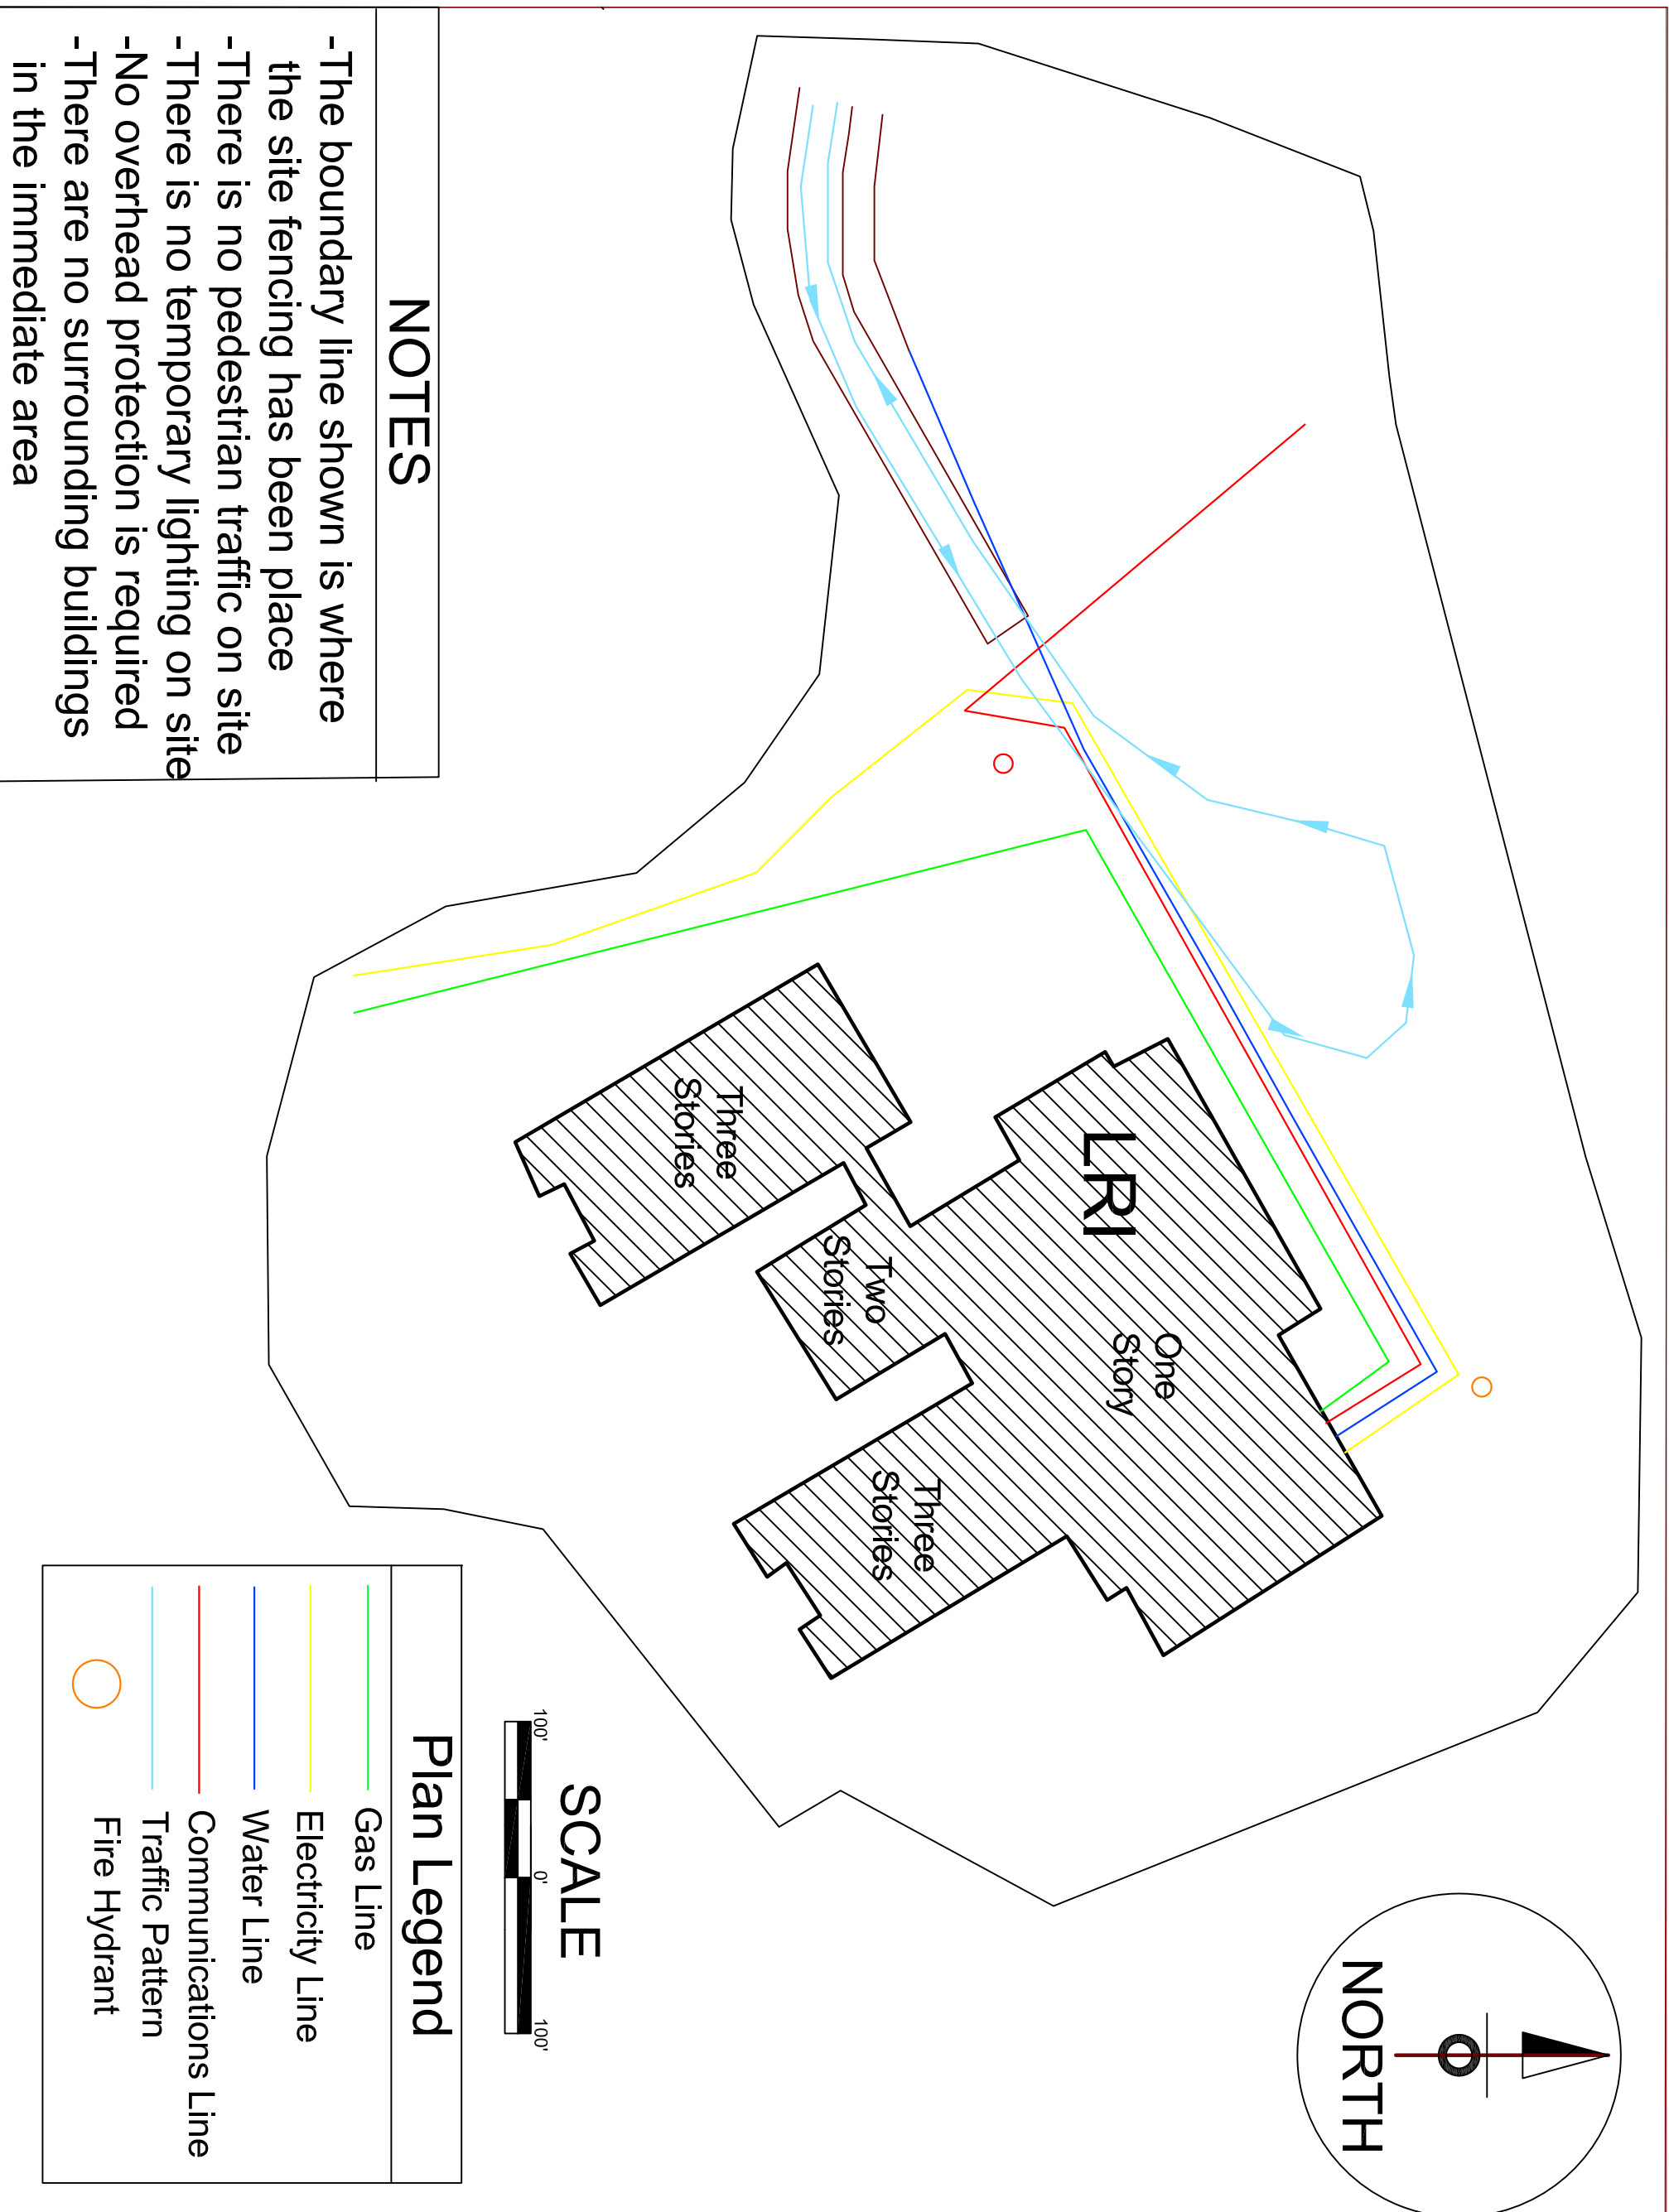 NOTES
-The boundary line shown is where
the site fencing has been place
-There is no pedestrian traffic on site
-There is no temporary lighting on site
-No overhead protection is required
-There are no surrounding buildings
in the immediate area
LRI
One
Story
Two
Stories
Three
Stories
Three
Stories
NORTH
SCALE
100' 0' 100'
Plan Legend
Gas Line
Electricity Line
Water Line
Communications Line
Traffic Pattern
Fire Hydrant